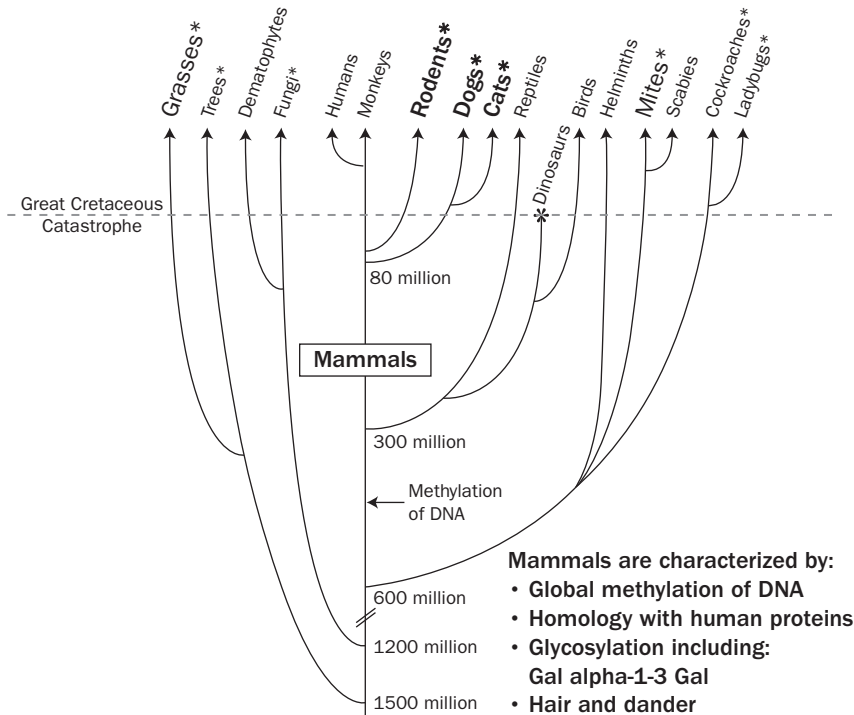 Grasses*
Trees*
Dematophytes
Fungi*
Humans
Monkeys
Rodents*
Dogs*
Cats*
Reptiles
Dinosaurs
Birds
Helminths
Mites*
Scabies
Cockroaches*
Ladybugs*
Great Cretaceous
Catastrophe
80 million
Mammals
300 million
Methylation
of DNA
600 million
1200 million
1500 million
Mammals are characterized by:
• Global methylation of DNA
• Homology with human proteins
• Glycosylation including:
Gal alpha-1-3 Gal
• Hair and dander